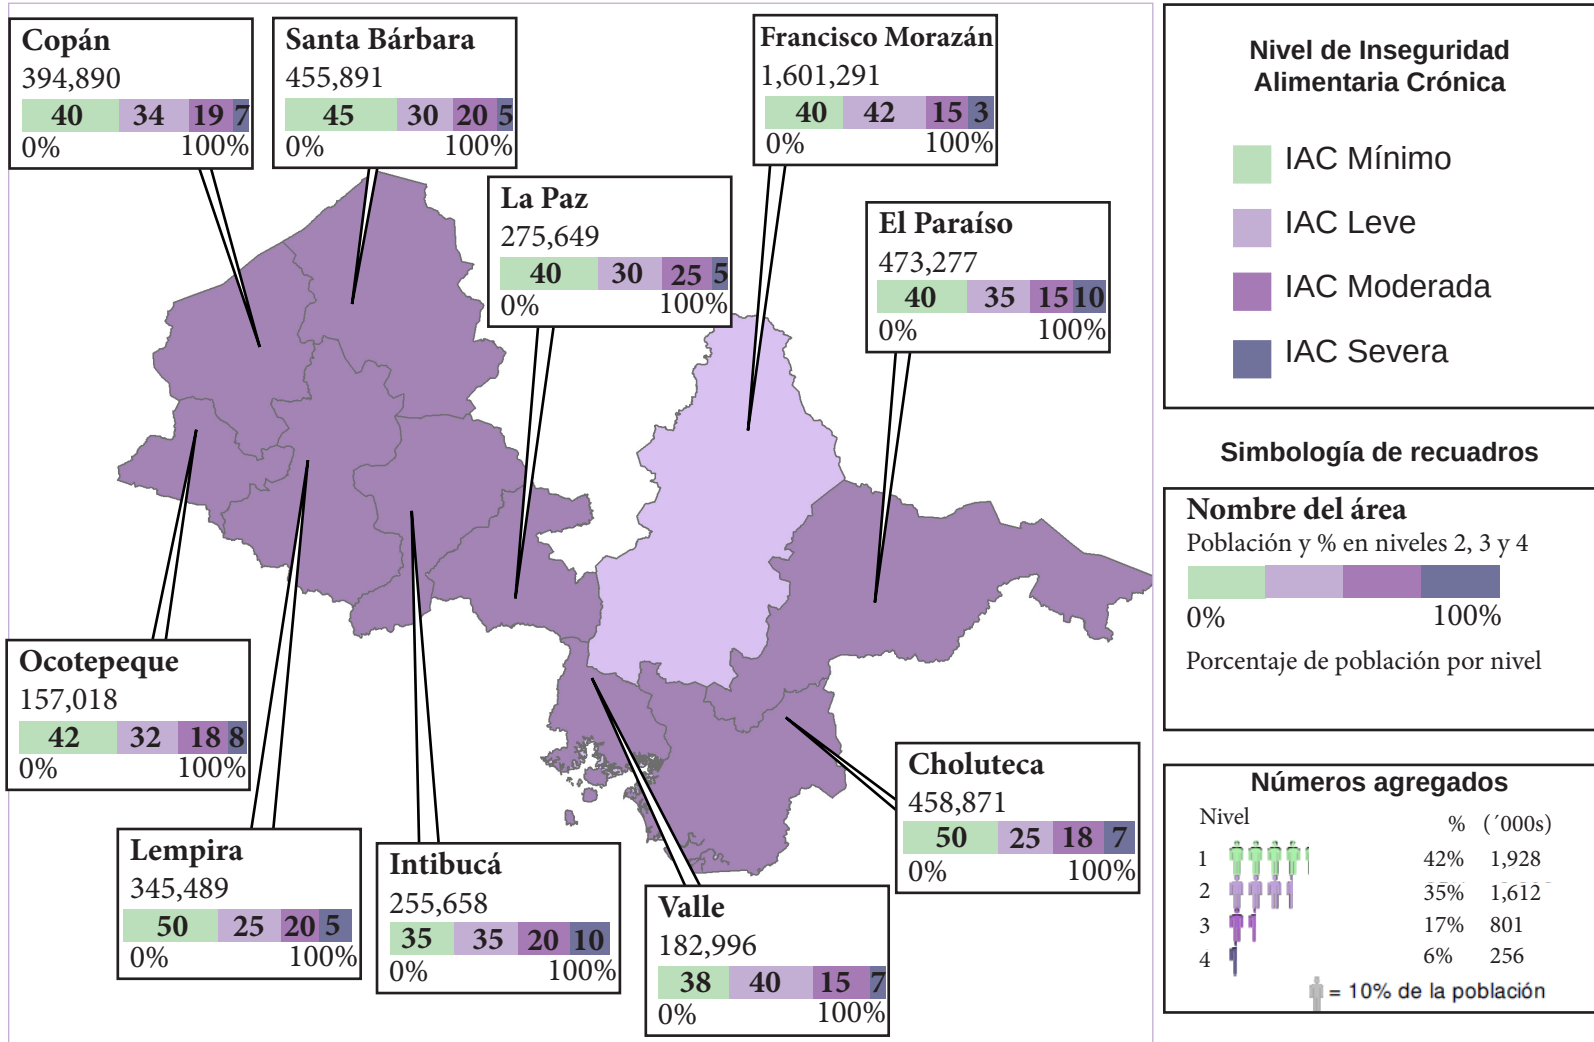 Copán
394,890
40 34 19 7
0% 100%
Santa Bárbara
455,891
45 30 20 5
0% 100%
Francisco Morazán
1,601,291
40 42 15 3
0% 100%
La Paz
275,649
40 30 25 5
0% 100%
El Paraíso
473,277
40 35 15 10
0% 100%
Ocotepeque
157,018
42 32 18 8
0% 100%
Lempira
345,489
50 25 20 5
0% 100%
Intibucá
255,658
35 35 20 10
0% 100%
Valle
182,996
38 40 15 7
0% 100%
Choluteca
458,871
50 25 18 7
0% 100%
Nivel de Inseguridad
Alimentaria Crónica
IAC Mínimo
IAC Leve
IAC Moderada
IAC Severa
Simbología de recuadros
Nombre del área
Población y % en niveles 2, 3 y 4
0% 100%
Porcentaje de población por nivel
Números agregados
Nivel % (´000s)
1 42% 1,928
2 35% 1,612
3 17% 801
4 6% 256
= 10% de la población